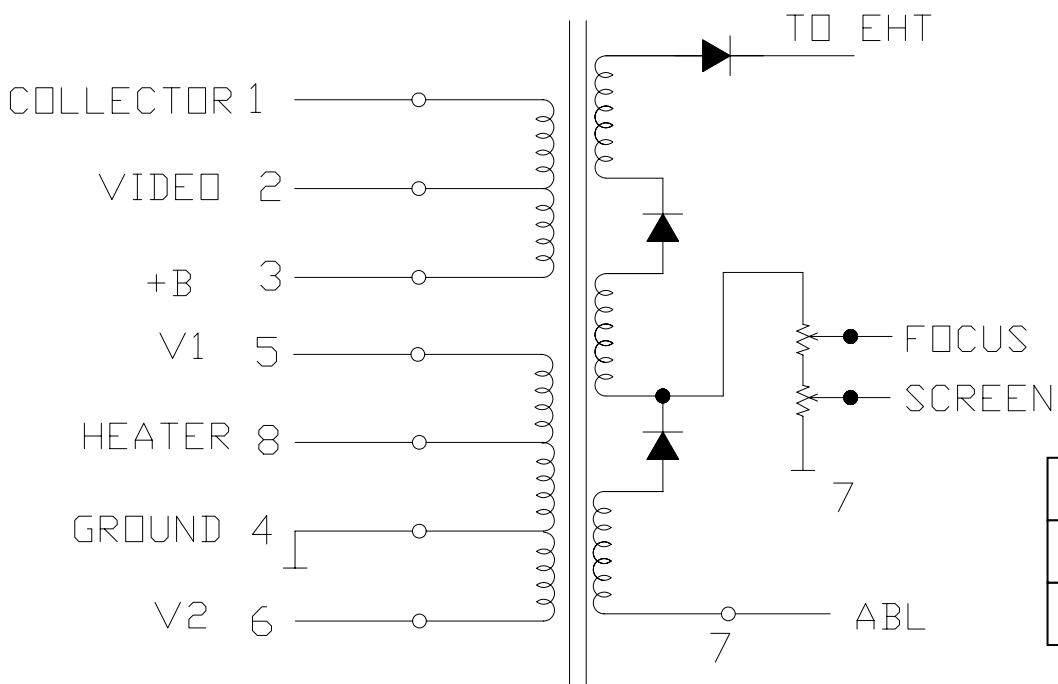 TO EHT
COLLECTOR 1
VIDEO 2
+B 3
V1 5
FOCUS
SCREEN
HEATER 8
7
GROUND 4
V2 6
ABL
7